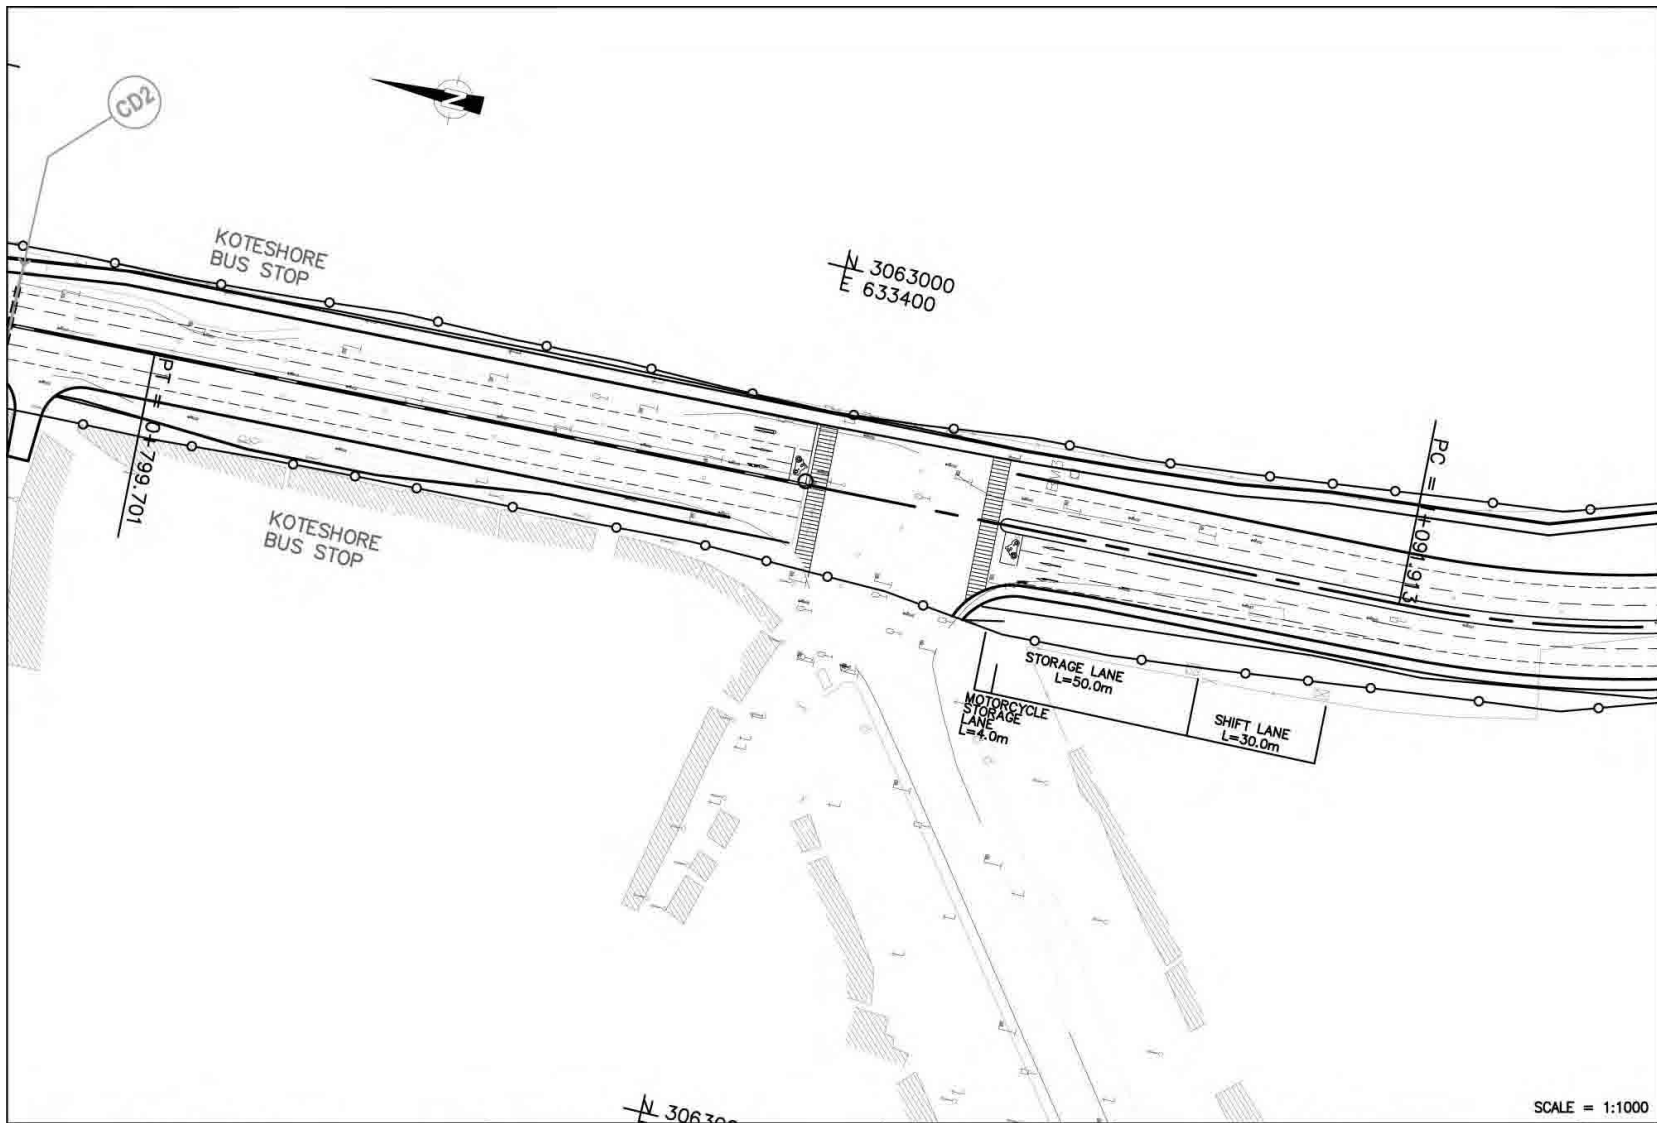 CD2
N
KOTESHORE
BUS STOP
N 3063000
E 633400
PT = 0+799.701
PC = 1+091.913
KOTESHORE
BUS STOP
STORAGE LANE
L=50.0m
MOTORCYCLE
STORAGE
LANE
L=4.0m
SHIFT LANE
L=30.0m
SCALE = 1:1000